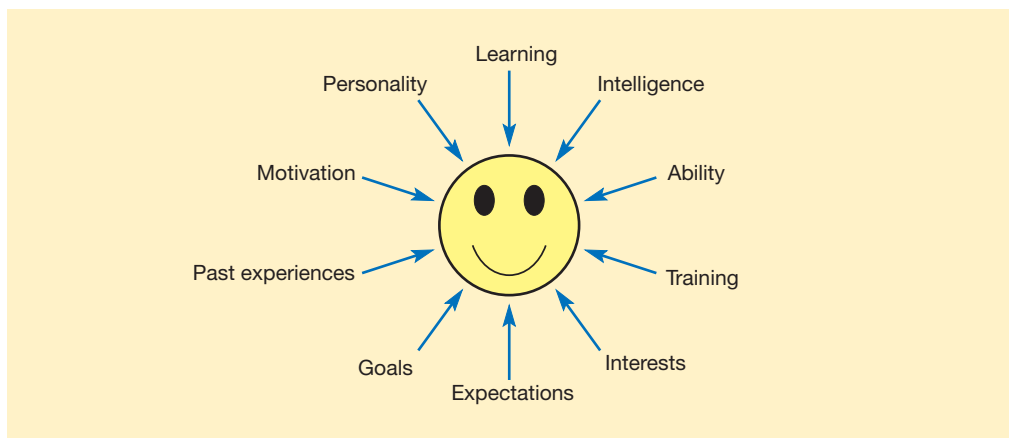 Learning
Personality
Intelligence
Motivation
Ability
Past experiences
Training
Goals
Interests
Expectations